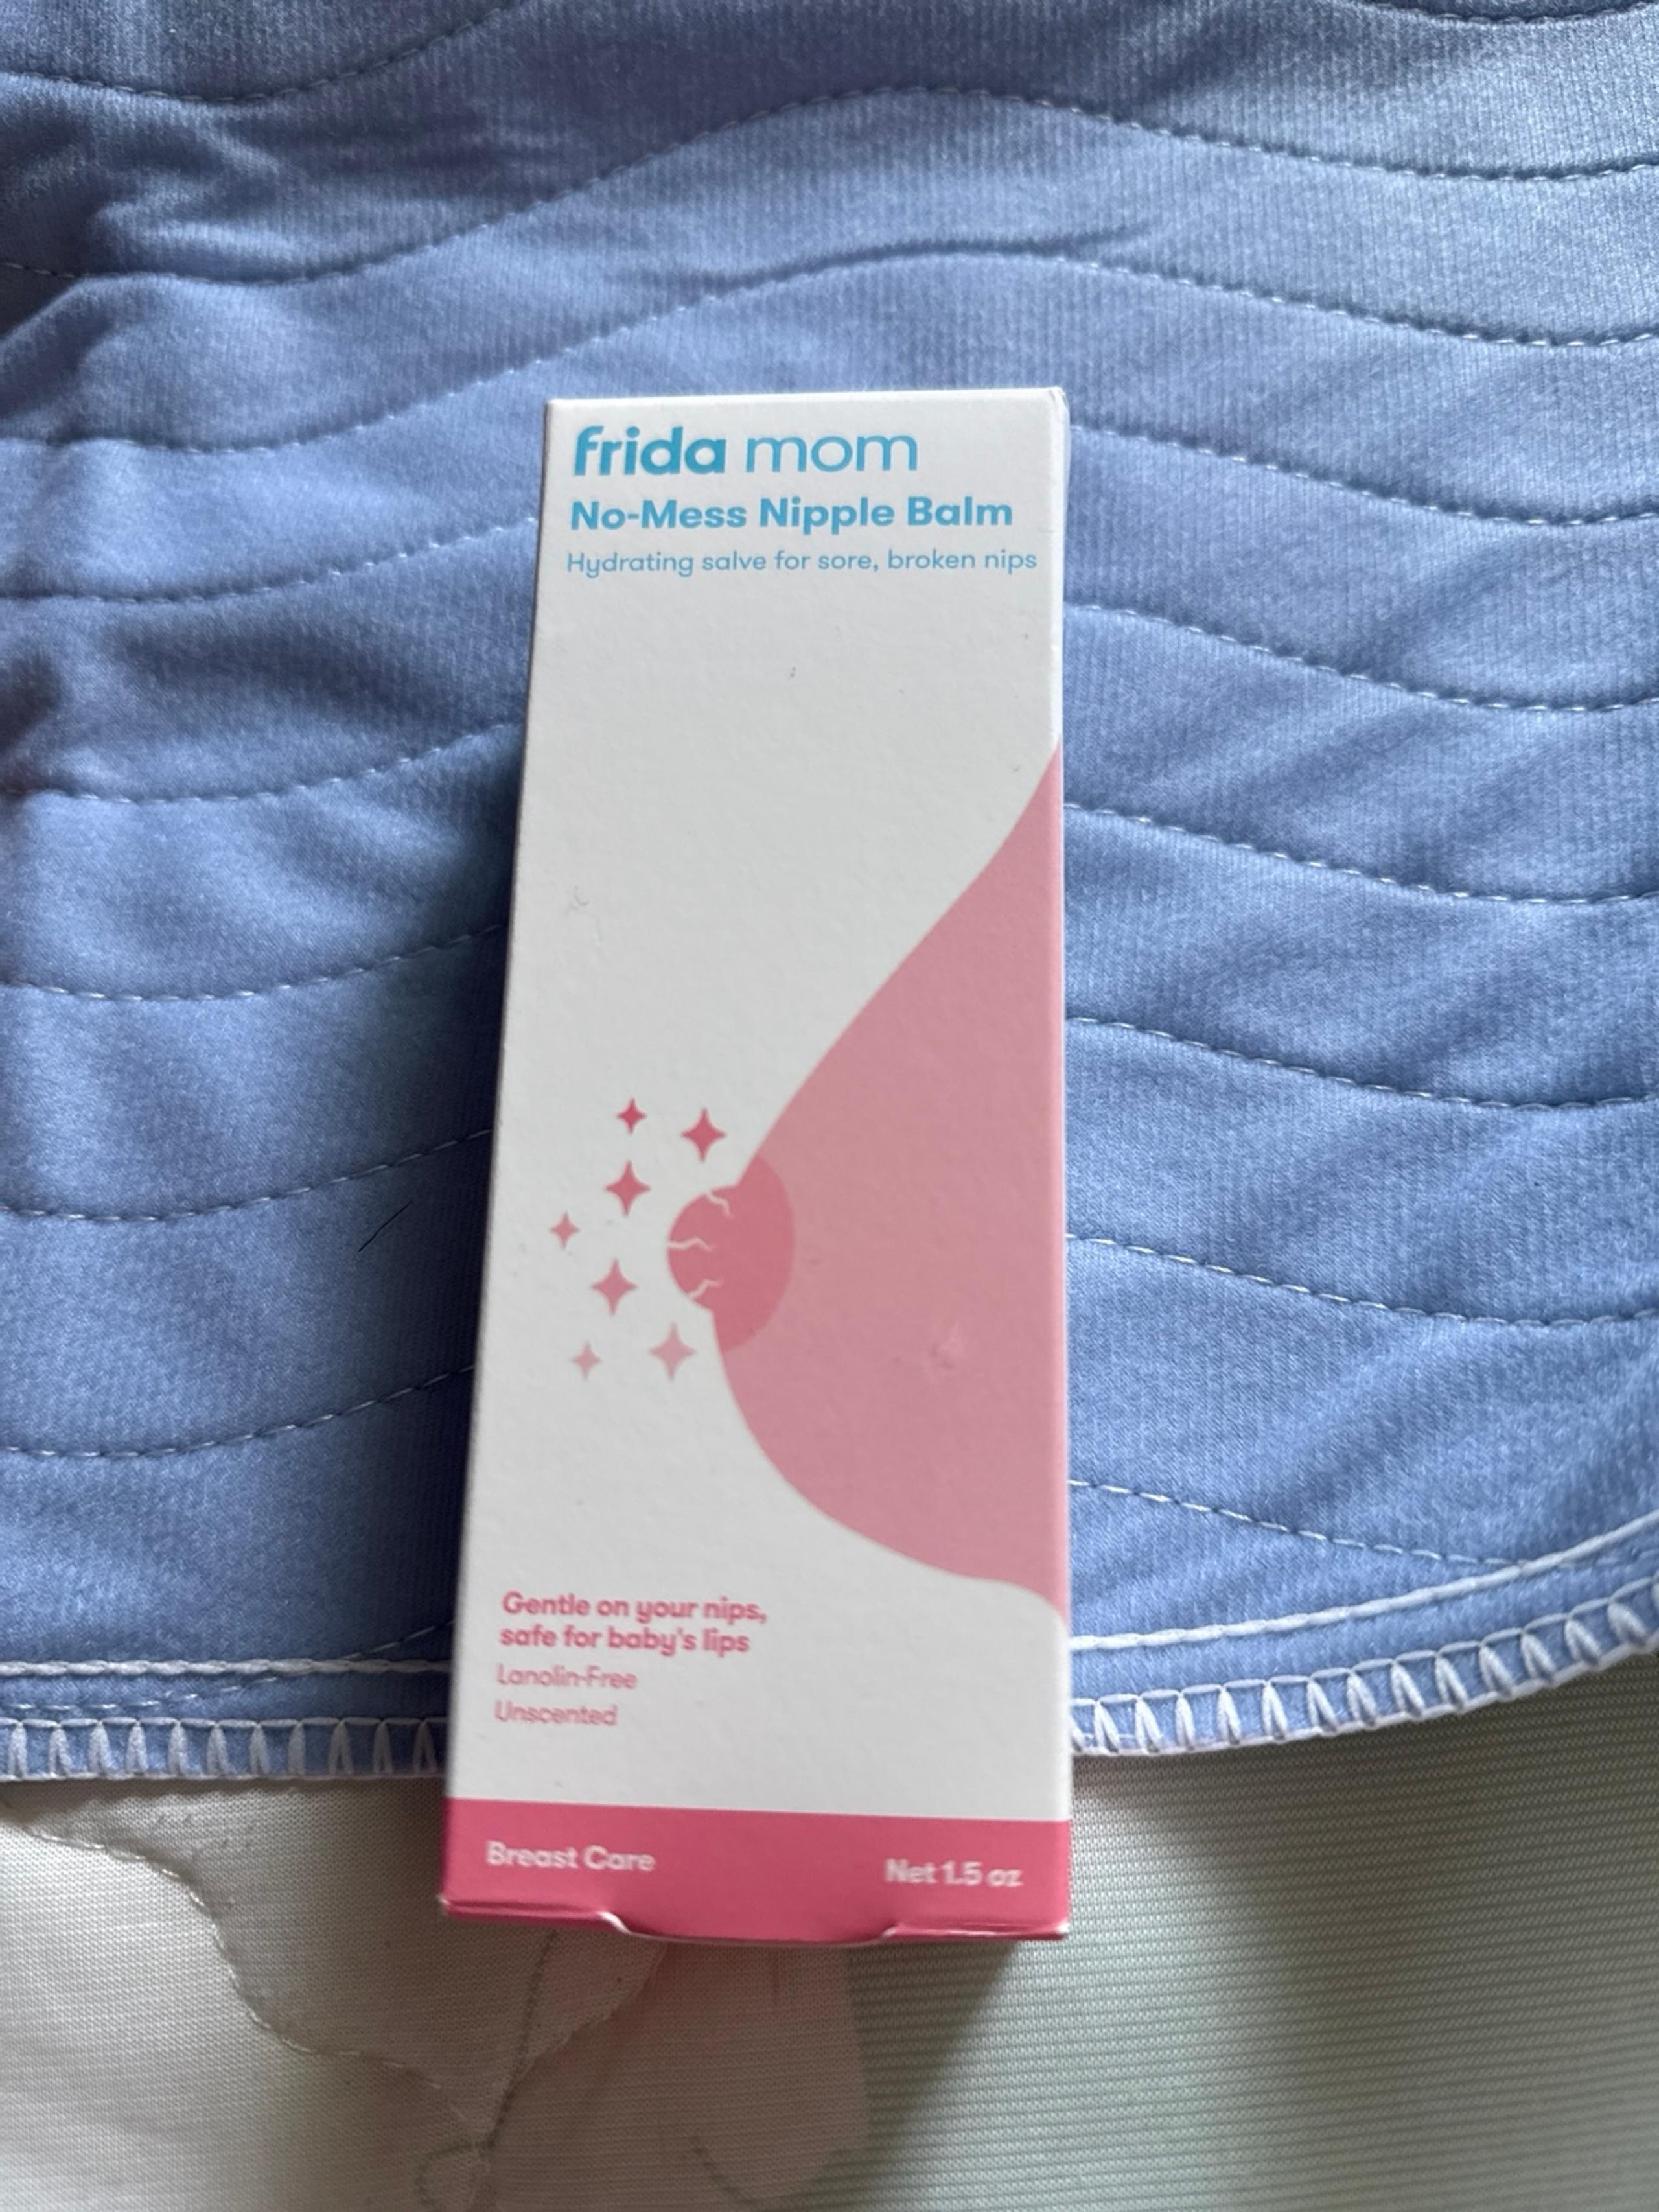 frida mom
No-Mess Nipple Balm
Hydrating salve for sore, broken nips
Gentle on your nips,
safe for baby's lips
Lanolin-Free
Unscented
Breast Care
Net 1.5 oz